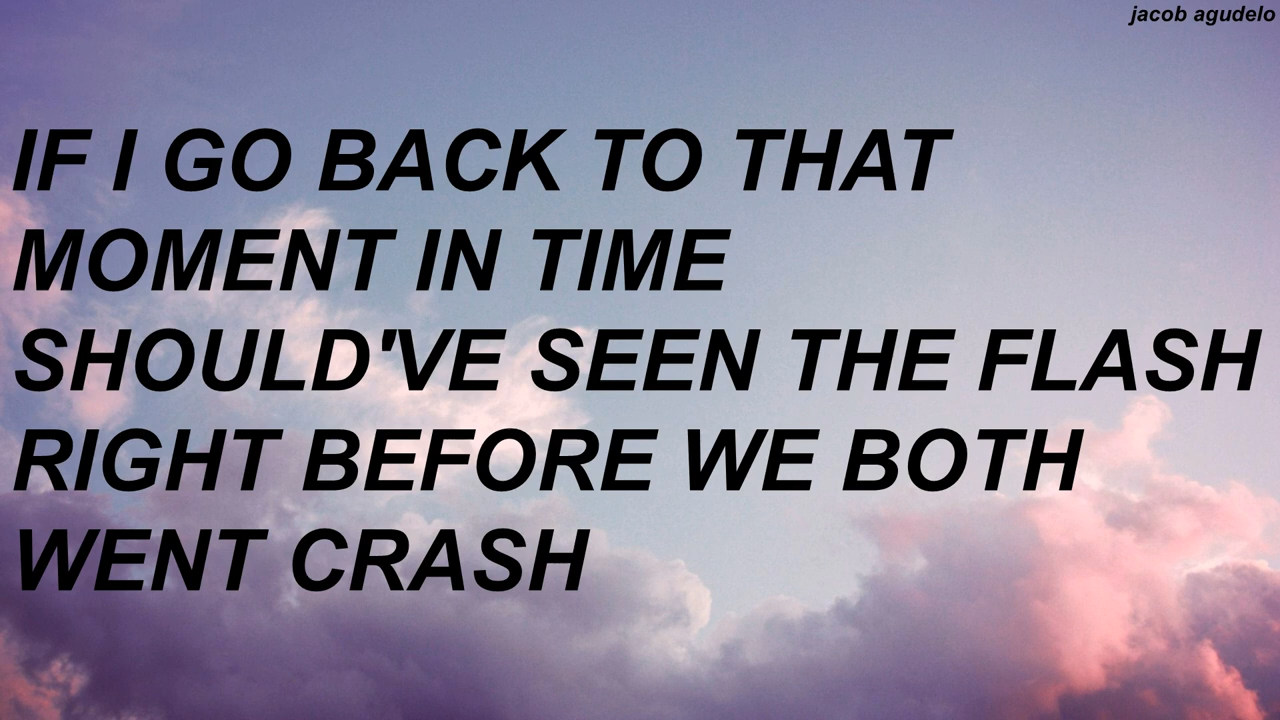 jacob agudelo
IF I GO BACK TO THAT
MOMENT IN TIME
SHOULD'VE SEEN THE FLASH
RIGHT BEFORE WE BOTH
WENT CRASH